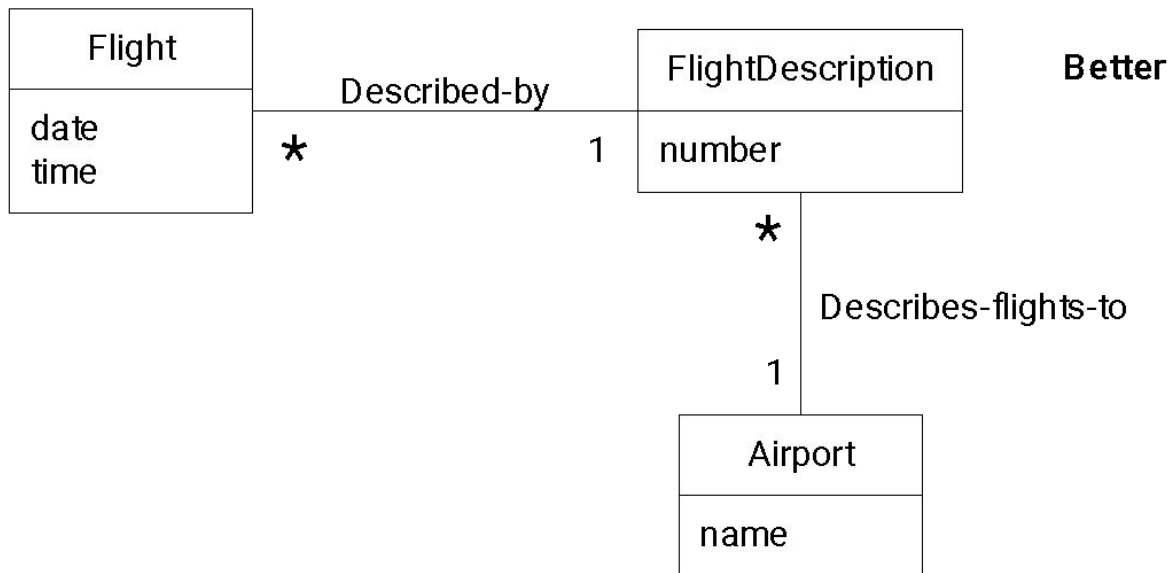 Flight
date
time
Described-by
*
1
FlightDescription
number
Better
*
Describes-flights-to
1
Airport
name